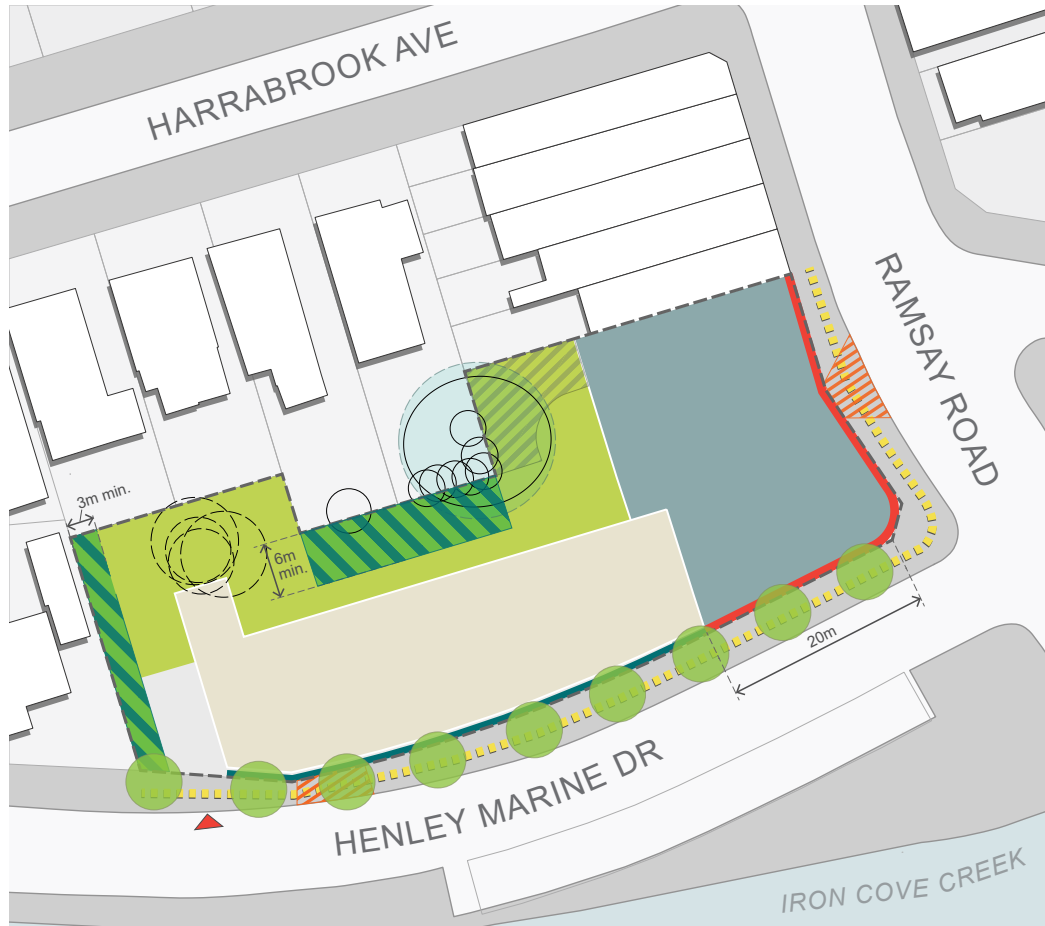 HARRABROOK AVE
RAMSAY ROAD
3m min.
6m
min.
20m
HENLEY MARINE DR
IRON COVE CREEK